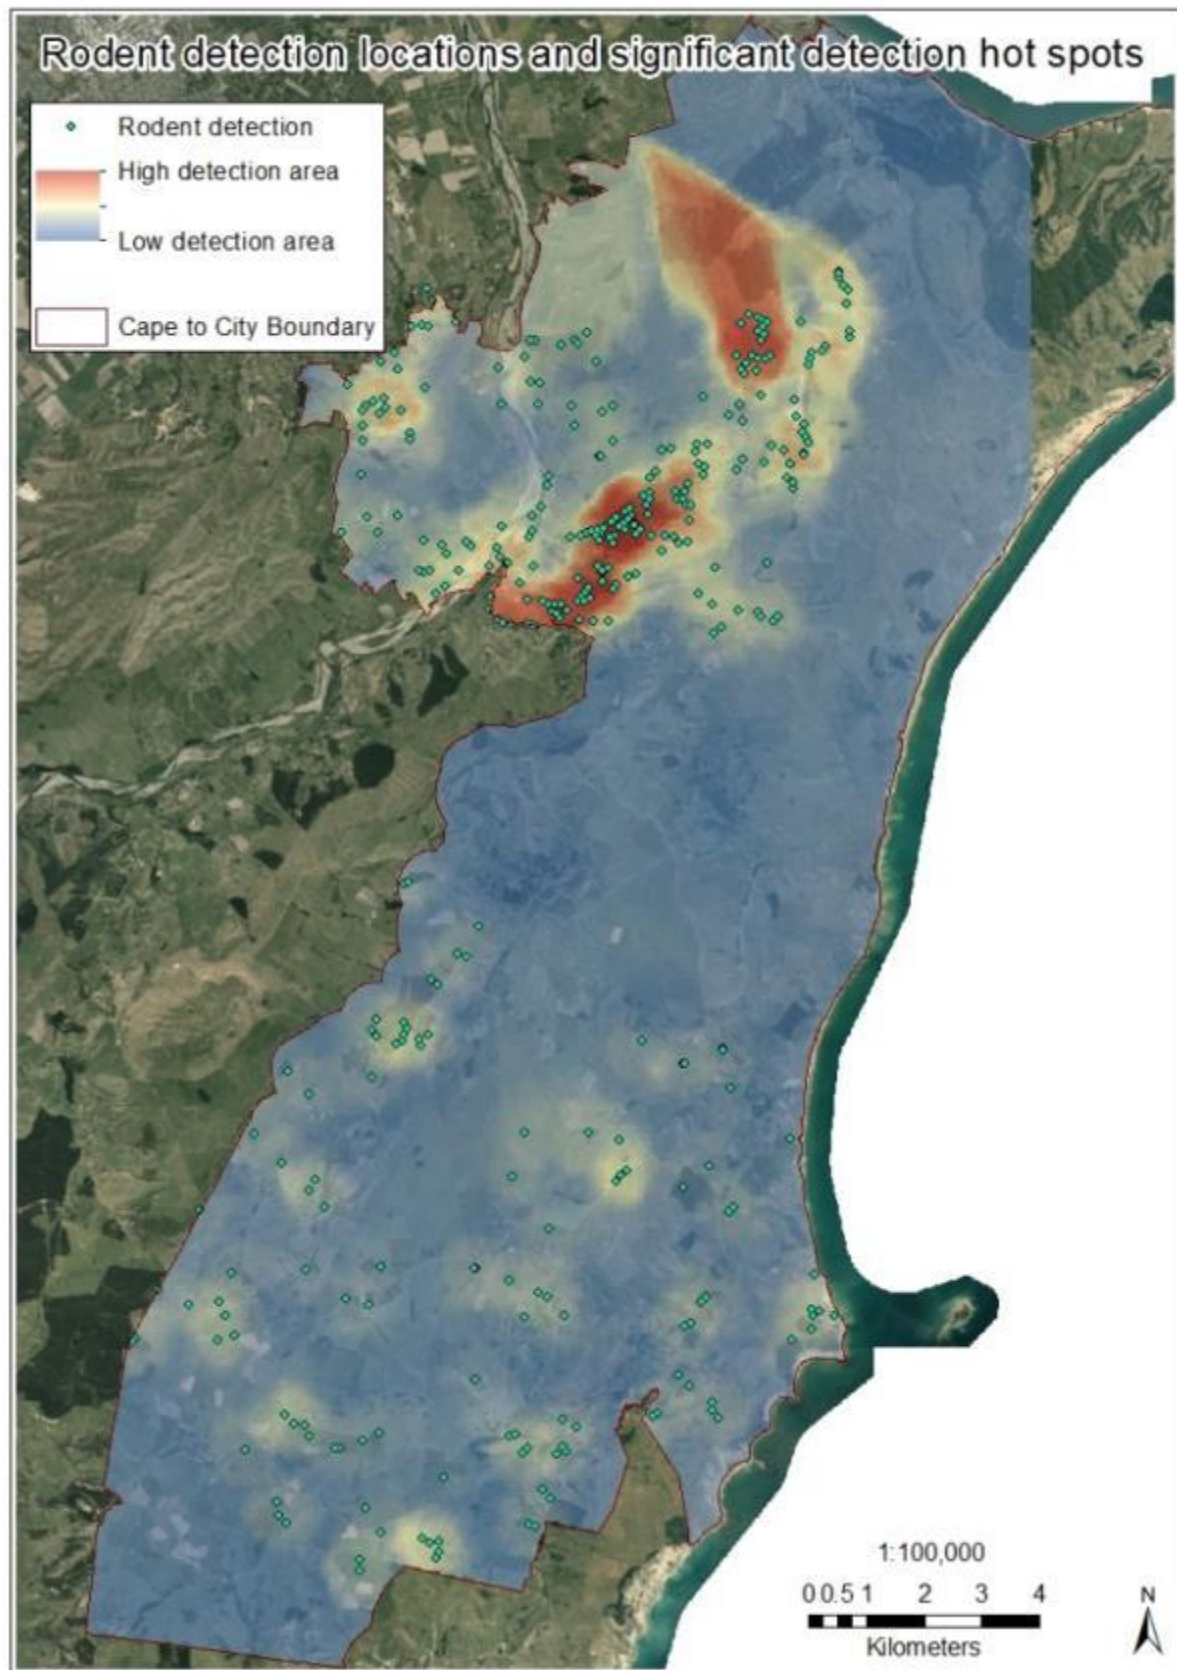 Rodent detection locations and significant detection hot spots
Rodent detection
High detection area
Low detection area
Cape to City Boundary
1:100,000
0 0.5 1 2 3 4
Kilometers
N